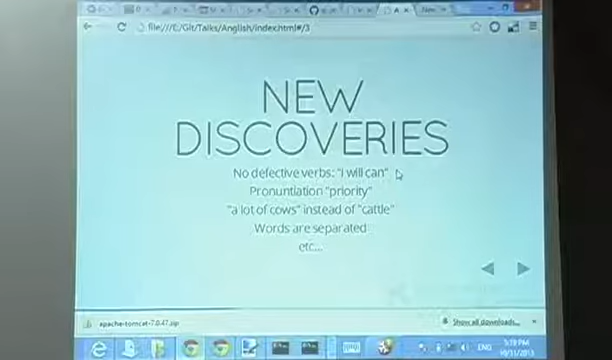 file:///E:/Git/Talks/Anglish/index.html#/3
NEW
DISCOVERIES
No defective verbs: "I will can"
Pronuntiation "priority"
"a lot of cows" instead of "cattle"
Words are separated
etc...
apache-tomcat-7.0.47.zip
Show all downloads...
ENG
5:19 PM
10/31/2013